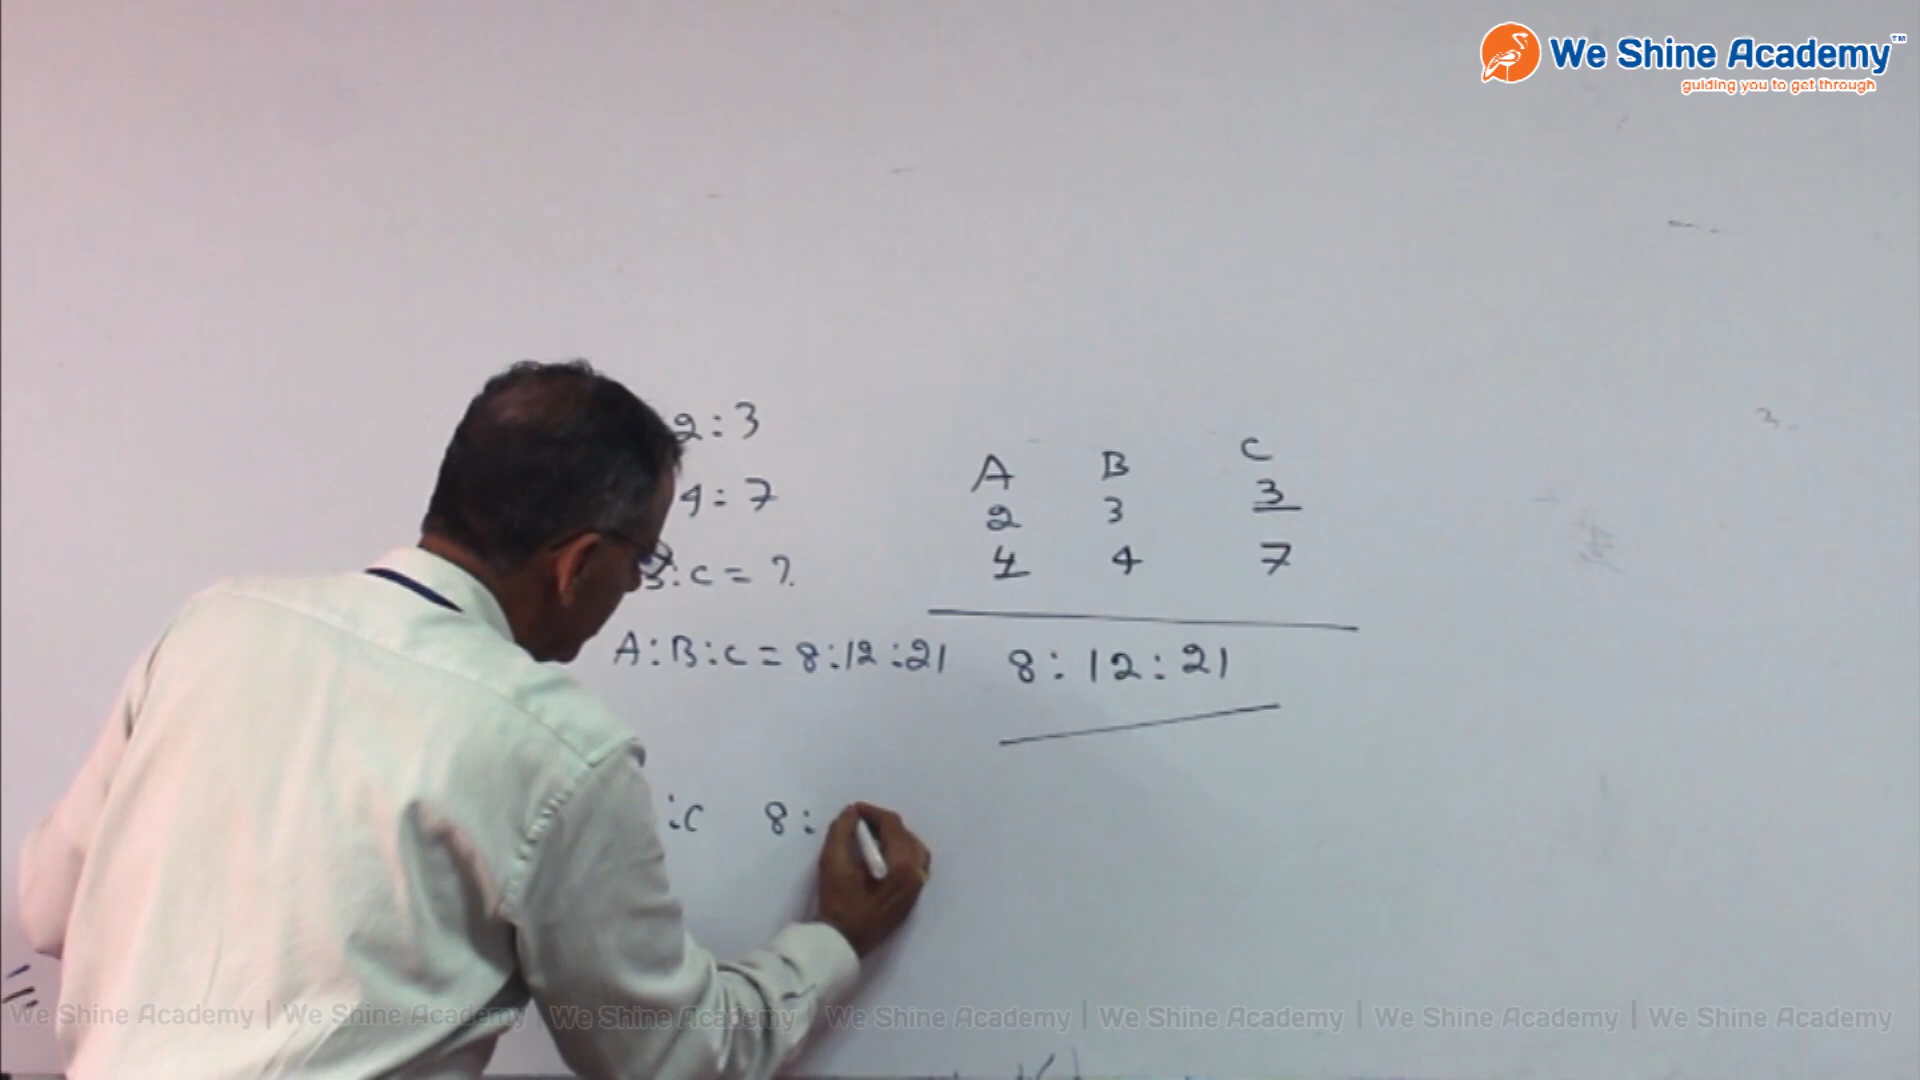 We Shine Academy™
guiding you to get through
2:3
4:7
B:C = ?
A:B:C = 8:12:21
:C 8:
A B C
2 3 3
4 4 7
8:12:21
We Shine Academy | We Shine Academy | We Shine Academy | We Shine Academy | We Shine Academy | We Shine Academy | We Shine Academy